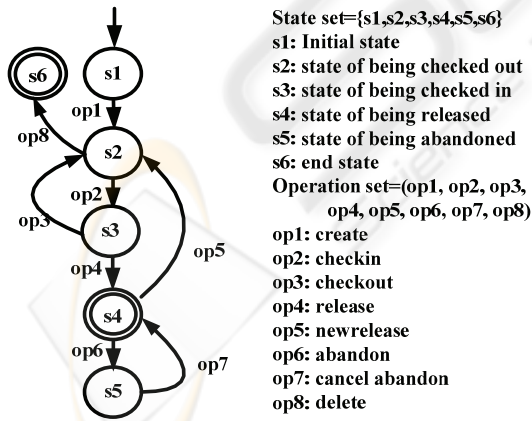 State set={s1,s2,s3,s4,s5,s6}
s1: Initial state
s2: state of being checked out
s3: state of being checked in
s4: state of being released
s5: state of being abandoned
s6: end state
Operation set=(op1, op2, op3,
op4, op5, op6, op7, op8)
op1: create
op2: checkin
op3: checkout
op4: release
op5: newrelease
op6: abandon
op7: cancel abandon
op8: delete
s6
s1
op1
op8
s2
op2
op3
s3
op4
op5
s4
op6
op7
s5